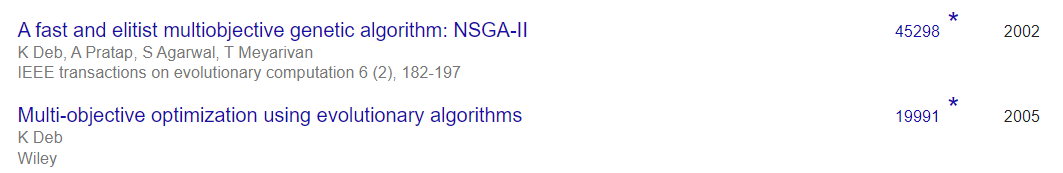 A fast and elitist multiobjective genetic algorithm: NSGA-II 45298 * 2002
K Deb, A Pratap, S Agarwal, T Meyarivan
IEEE transactions on evolutionary computation 6 (2), 182-197
Multi-objective optimization using evolutionary algorithms 19991 * 2005
K Deb
Wiley